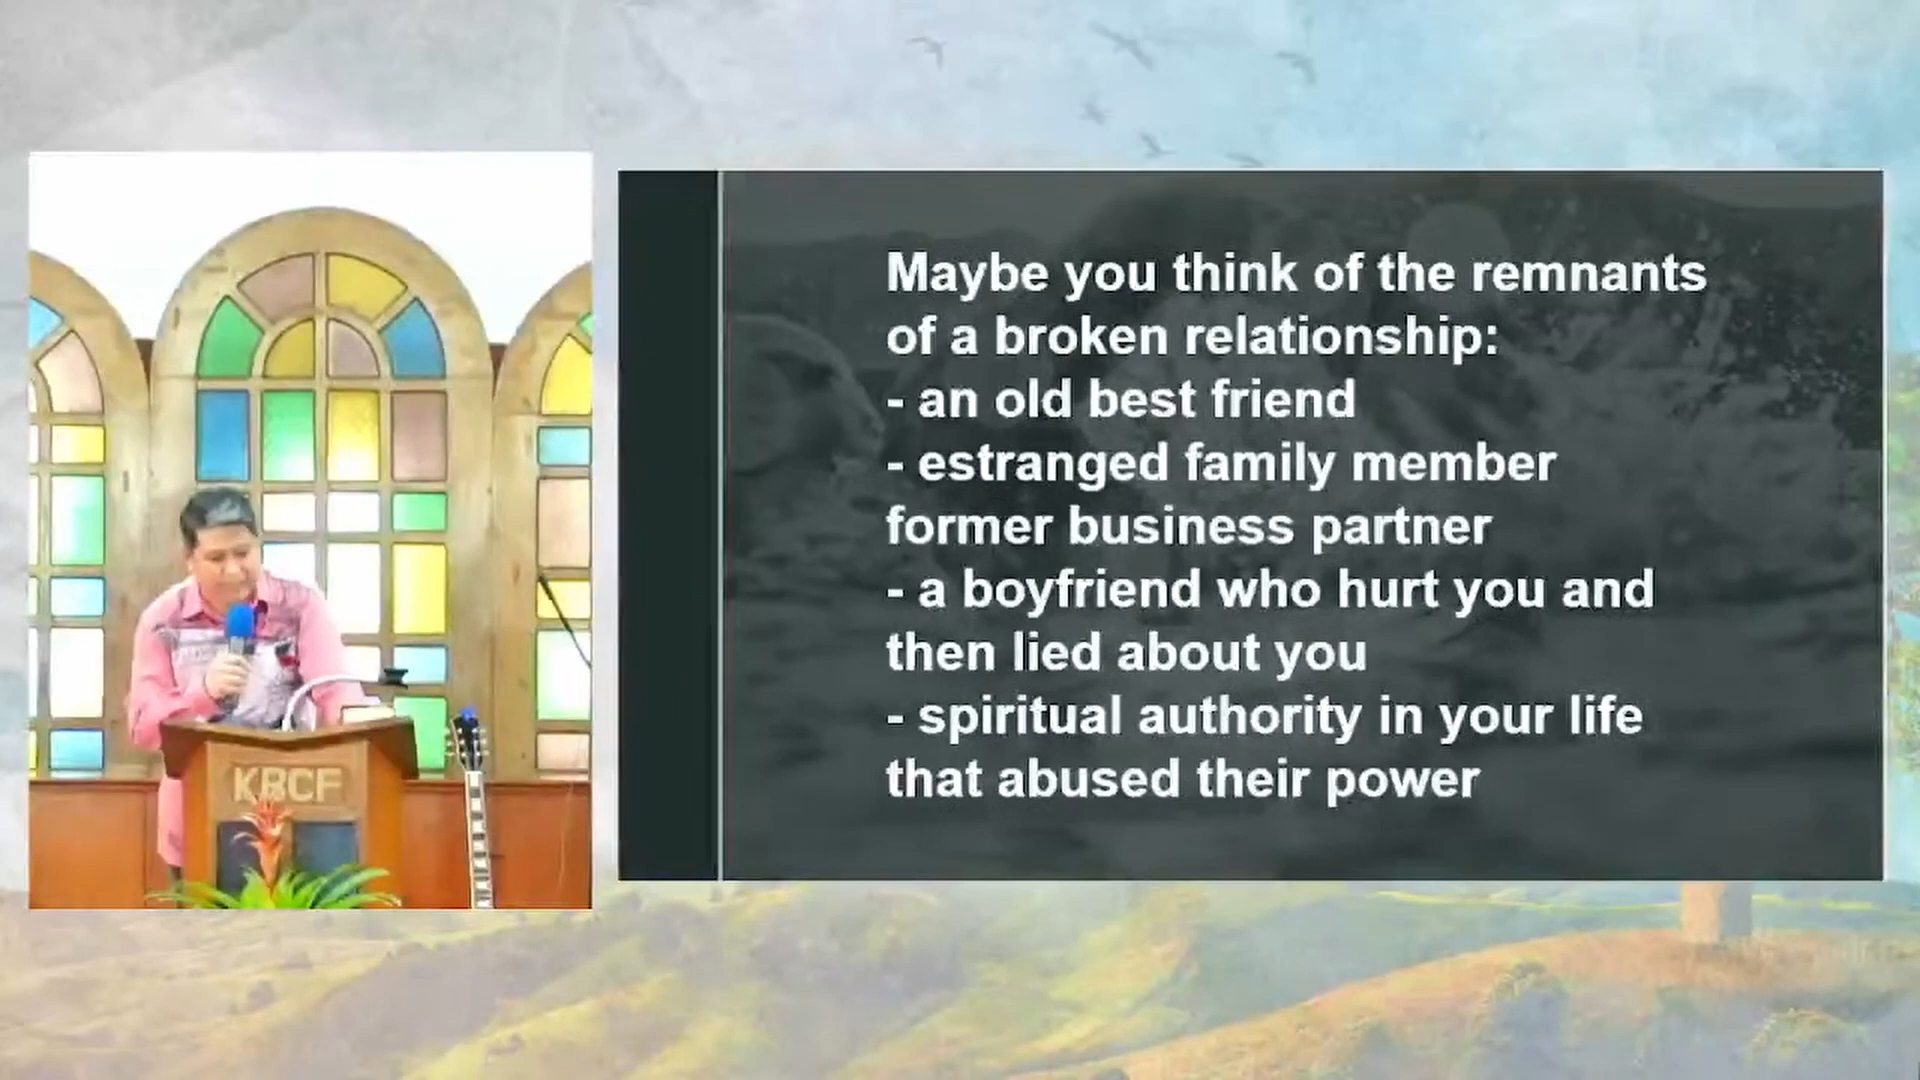 KBCF
Maybe you think of the remnants
of a broken relationship:
- an old best friend
- estranged family member
former business partner
- a boyfriend who hurt you and
then lied about you
- spiritual authority in your life
that abused their power